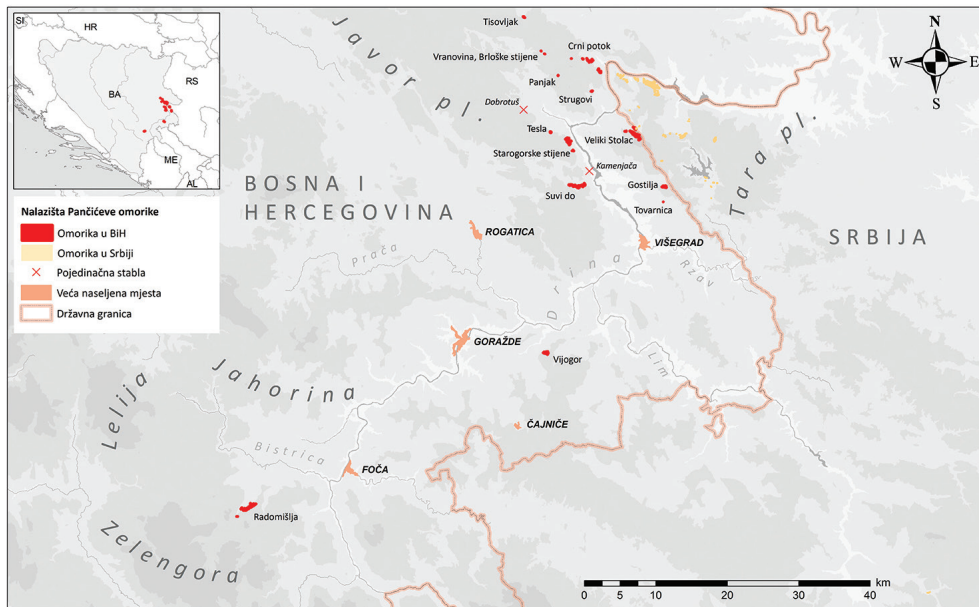 SI
HR
BA
RS
ME
AL
Nalazišta Pančićeve omorike
Omorika u BiH
Omorika u Srbiji
Pojedinačna stabla
Veća naseljena mjesta
Državna granica
N
W E
S
Tisovljak
Javor pl.
Vranovina, Brloške stijene
Crni potok
Panjak
Strugovi
Dobrotuš
Tesla
Veliki Stolac
Starogorske stijene
Kamenjača
Tara pl.
Suvi do
Gostilja
Tovarnica
BOSNA I
HERCEGOVINA
SRBIJA
ROGATICA
VIŠEGRAD
Prača
Drina
Rzav
GORAŽDE
Vijogor
Lim
Jahorina
Lelija
ČAJNIČE
Bistrica
FOČA
Radomišlja
Zelengora
km
0 5 10 20 30 40